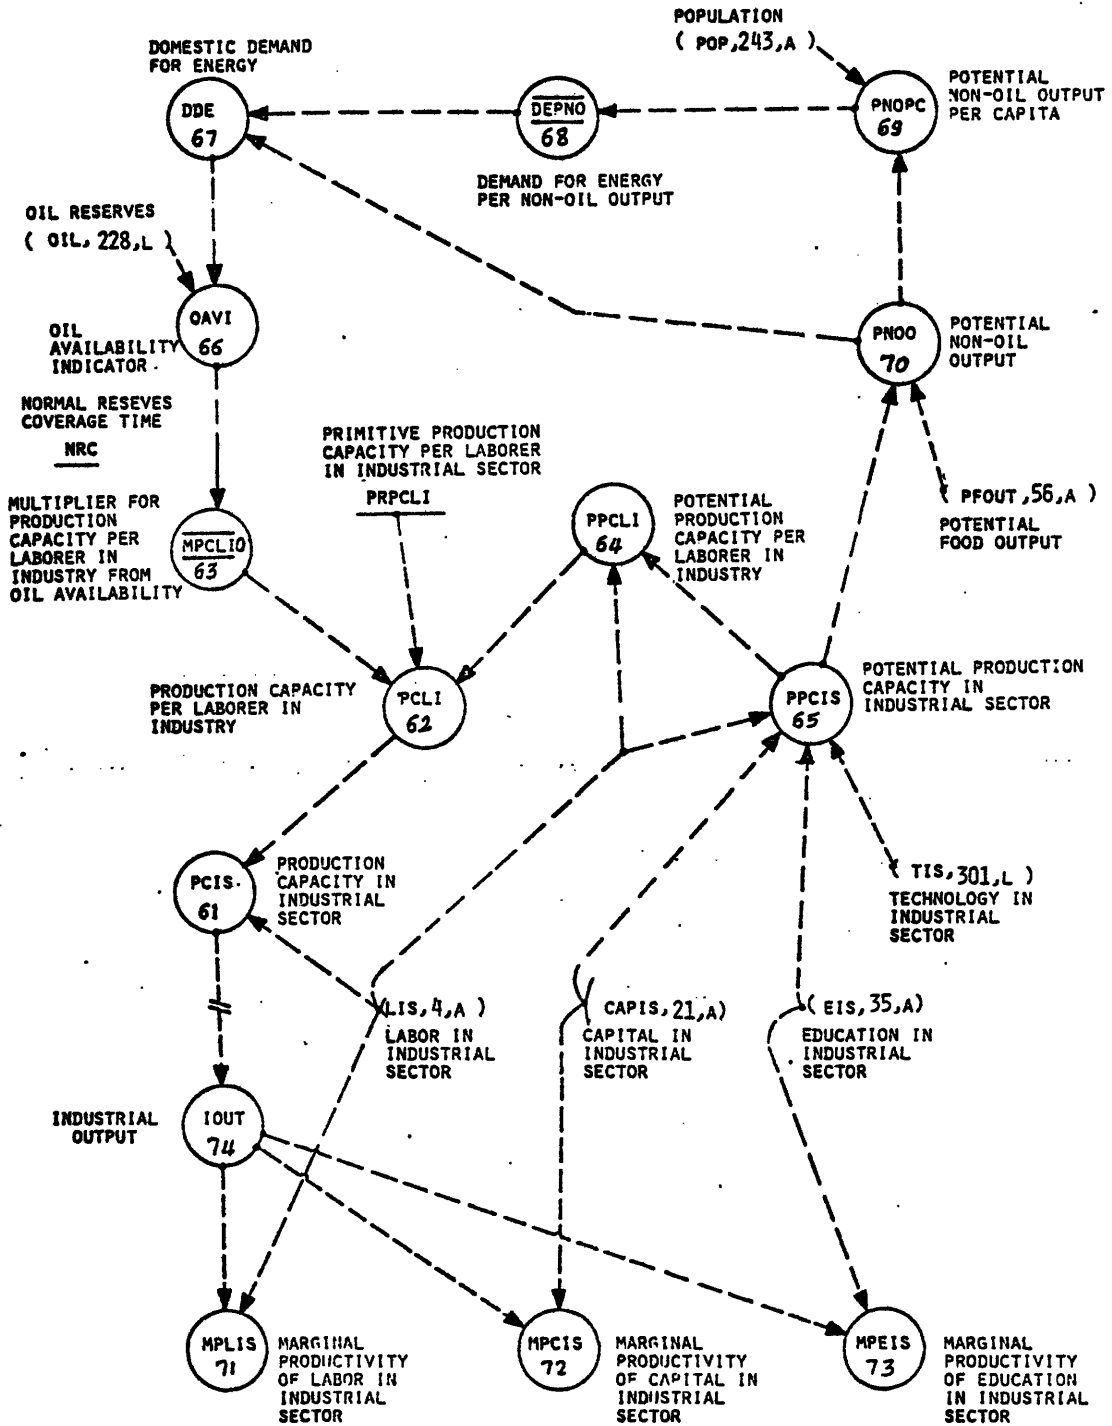 POPULATION
( POP,243,A )
DOMESTIC DEMAND
FOR ENERGY
DDE
67
DEPNO
68
DEMAND FOR ENERGY
PER NON-OIL OUTPUT
PNOPC
69
POTENTIAL
NON-OIL OUTPUT
PER CAPITA
OIL RESERVES
( OIL, 228,L )
OAVI
66
OIL
AVAILABILITY
INDICATOR
PNOO
70
POTENTIAL
NON-OIL
OUTPUT
NORMAL RESEVES
COVERAGE TIME
NRC
PRIMITIVE PRODUCTION
CAPACITY PER LABORER
IN INDUSTRIAL SECTOR
PRPCLI
MULTIPLIER FOR
PRODUCTION
CAPACITY PER
LABORER IN
INDUSTRY FROM
OIL AVAILABILITY
MPCLIO
63
PPCLI
64
POTENTIAL
PRODUCTION
CAPACITY PER
LABORER IN
INDUSTRY
( PFOUT,56,A )
POTENTIAL
FOOD OUTPUT
PRODUCTION CAPACITY
PER LABORER IN
INDUSTRY
PCLI
62
PPCIS
65
POTENTIAL PRODUCTION
CAPACITY IN
INDUSTRIAL SECTOR
PCIS
61
PRODUCTION
CAPACITY IN
INDUSTRIAL
SECTOR
( TIS,301,L )
TECHNOLOGY IN
INDUSTRIAL
SECTOR
(LIS,4,A )
LABOR IN
INDUSTRIAL
SECTOR
( CAPIS,21,A)
CAPITAL IN
INDUSTRIAL
SECTOR
( EIS,35,A)
EDUCATION IN
INDUSTRIAL
SECTOR
INDUSTRIAL
OUTPUT
IOUT
74
MPLIS
71
MARGINAL
PRODUCTIVITY
OF LABOR IN
INDUSTRIAL
SECTOR
MPCIS
72
MARGINAL
PRODUCTIVITY
OF CAPITAL IN
INDUSTRIAL
SECTOR
MPEIS
73
MARGINAL
PRODUCTIVITY
OF EDUCATION
IN INDUSTRIAL
SECTOR